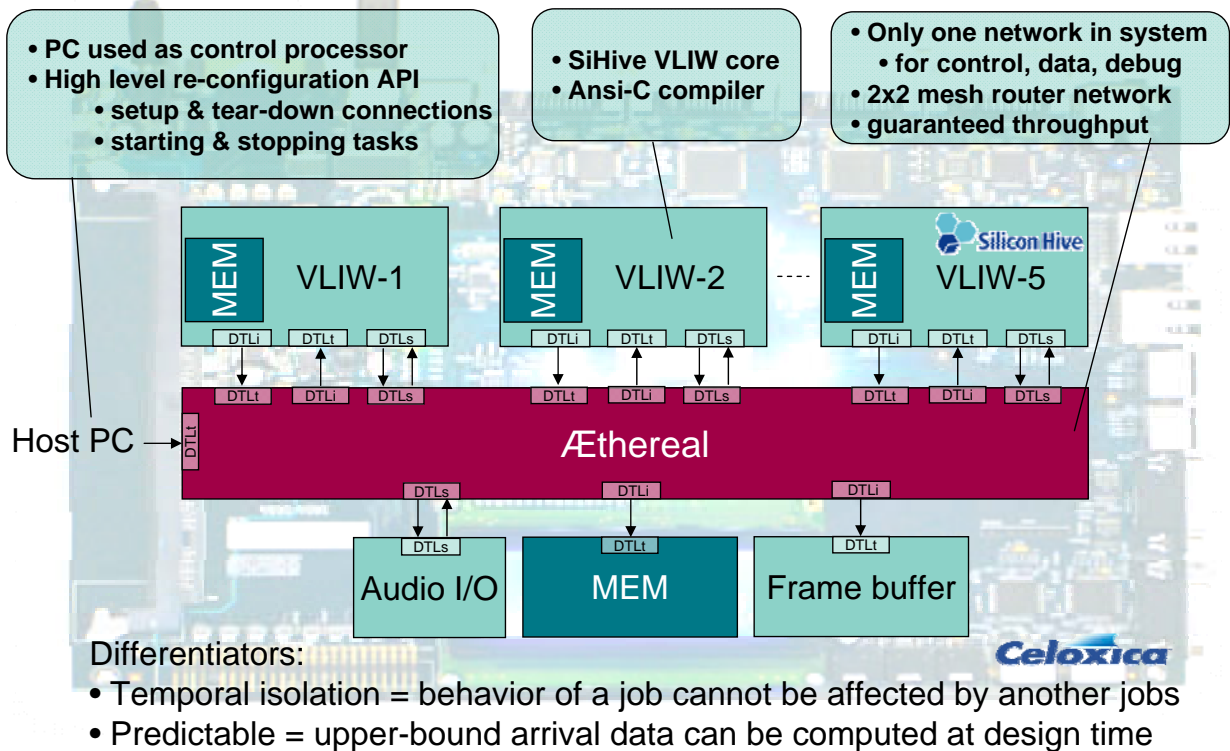 • PC used as control processor
• High level re-configuration API
• setup & tear-down connections
• starting & stopping tasks
• SiHive VLIW core
• Ansi-C compiler
• Only one network in system
• for control, data, debug
• 2x2 mesh router network
• guaranteed throughput
MEM
VLIW-1
MEM
VLIW-2
MEM
Silicon Hive
VLIW-5
DTLi DTLt DTLs
DTLi DTLt DTLs
DTLi DTLt DTLs
DTLt DTLi DTLs
DTLt DTLi DTLs
DTLt DTLi DTLs
Host PC
DTLt
Æthereal
DTLs
DTLi
DTLi
DTLs
DTLt
DTLt
Audio I/O
MEM
Frame buffer
Differentiators:
Celoxica
• Temporal isolation = behavior of a job cannot be affected by another jobs
• Predictable = upper-bound arrival data can be computed at design time